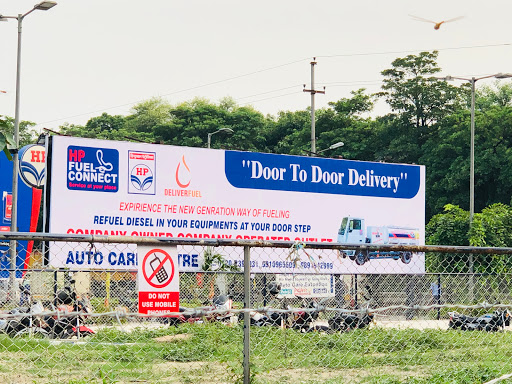 HP
FUEL
CONNECT
Service at your place
HP
DELIVERFUEL
"Door To Door Delivery"
HP
EXPIRIENCE THE NEW GENRATION WAY OF FUELING
REFUEL DIESEL IN YOUR EQUIPMENTS AT YOUR DOOR STEP
COMPANY OWNED COMPANY OPERATED OUTLET
AUTO CARE
DO NOT
USE MOBILE
PHONES